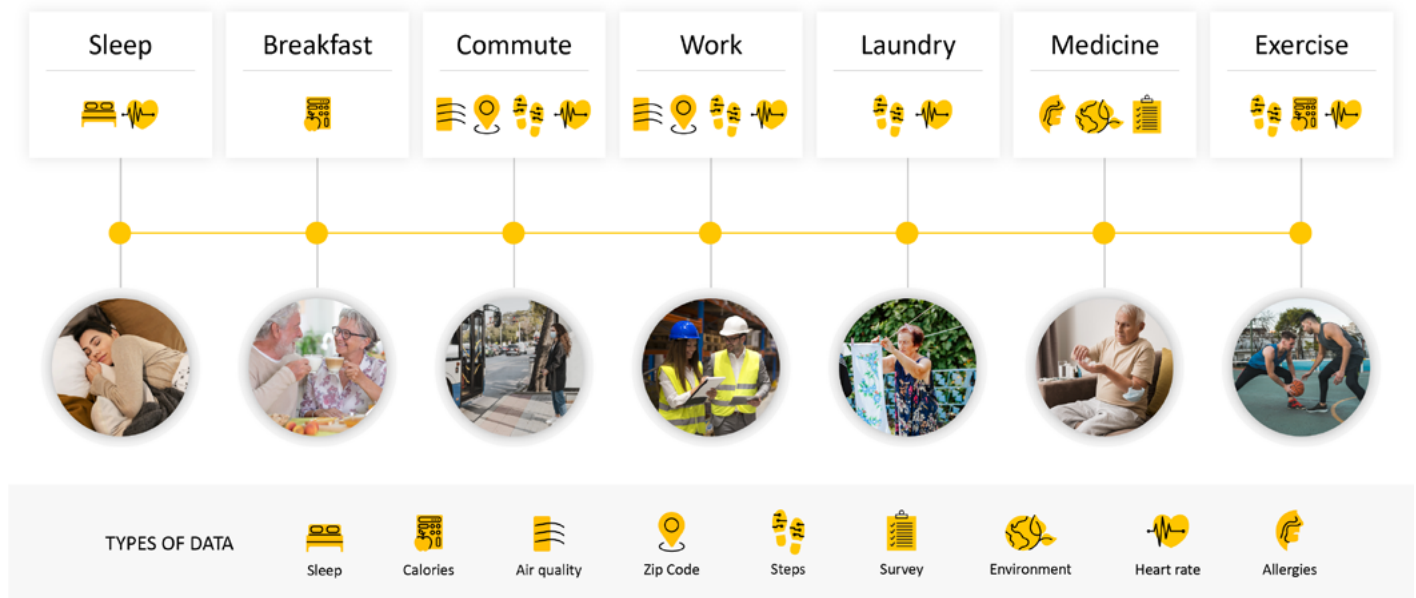 Sleep
Breakfast
Commute
Work
Laundry
Medicine
Exercise
TYPES OF DATA
Sleep
Calories
Air quality
Zip Code
Steps
Survey
Environment
Heart rate
Allergies